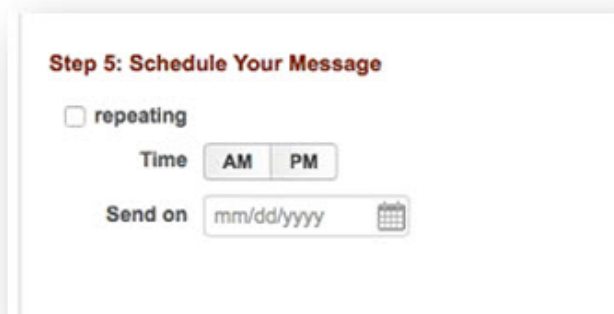 Step 5: Schedule Your Message
repeating
Time AM PM
Send on mm/dd/yyyy